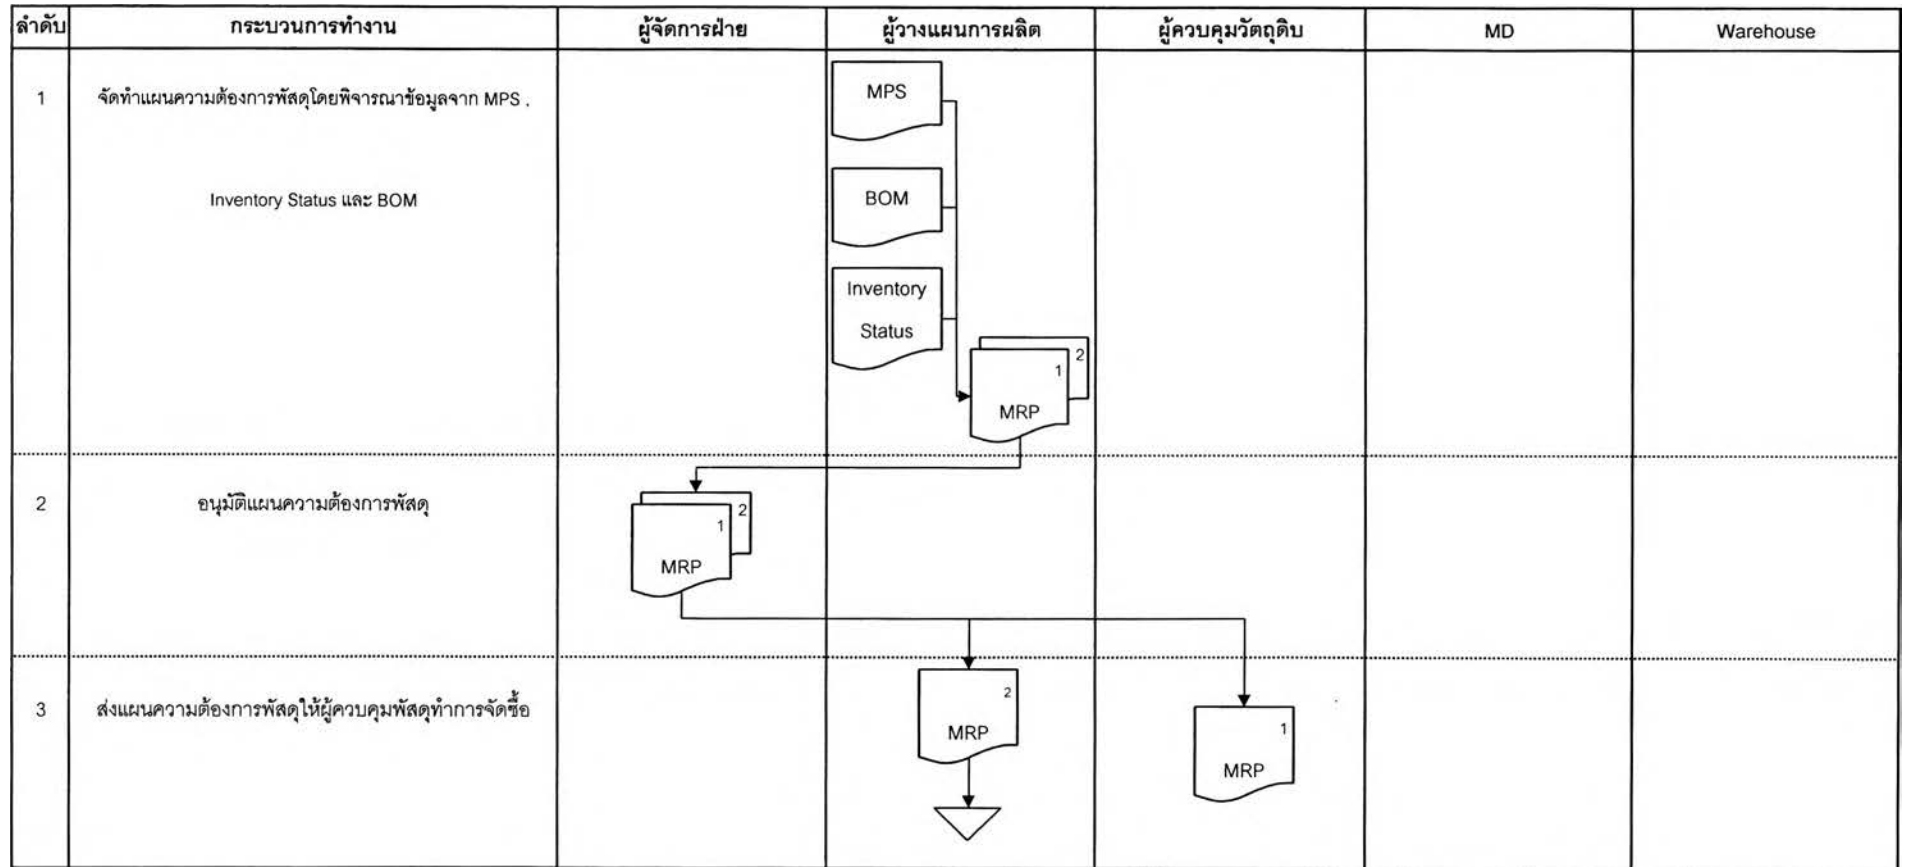 ลำดับ กระบวนการทำงาน ผู้จัดการฝ่าย ผู้วางแผนการผลิต ผู้ควบคุมวัตถุดิบ MD Warehouse
1 จัดทำแผนความต้องการพัสดุโดยพิจารณาข้อมูลจาก MPS ,
MPS
Inventory Status และ BOM
BOM
Inventory
Status
2
1
MRP
2 อนุมัติแผนความต้องการพัสดุ
2
1
MRP
3 ส่งแผนความต้องการพัสดุให้ผู้ควบคุมพัสดุทำการจัดซื้อ
2
MRP
1
MRP